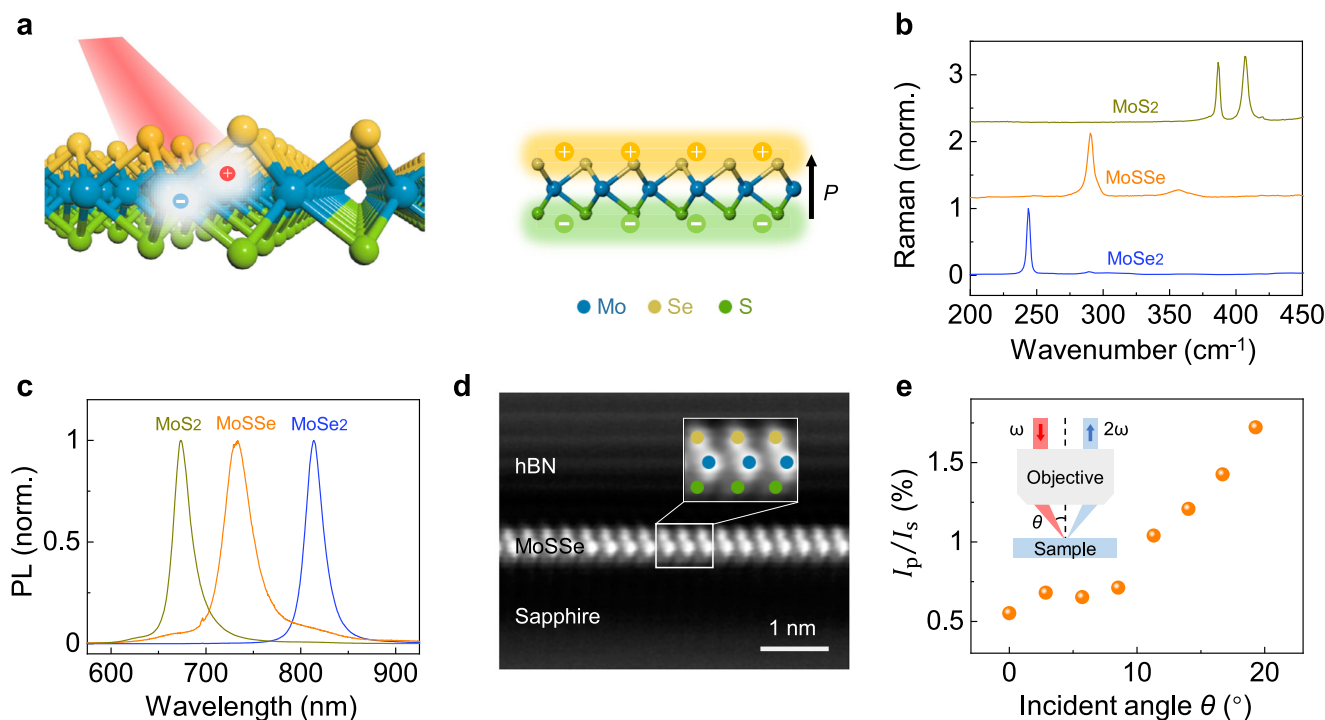 a
+
−
+ + + +
− − − −
P
Mo Se S
b
Raman (norm.)
3
2
1
0
MoS2
MoSSe
MoSe2
200 250 300 350 400 450
Wavenumber (cm⁻¹)
c
PL (norm.)
1
0.5
0
MoS2 MoSSe MoSe2
600 700 800 900
Wavelength (nm)
d
hBN
MoSSe
Sapphire
1 nm
e
Iₚ/Iₛ (%)
1.5
1
0.5
ω 2ω
Objective
θ
Sample
0 10 20
Incident angle θ (°)